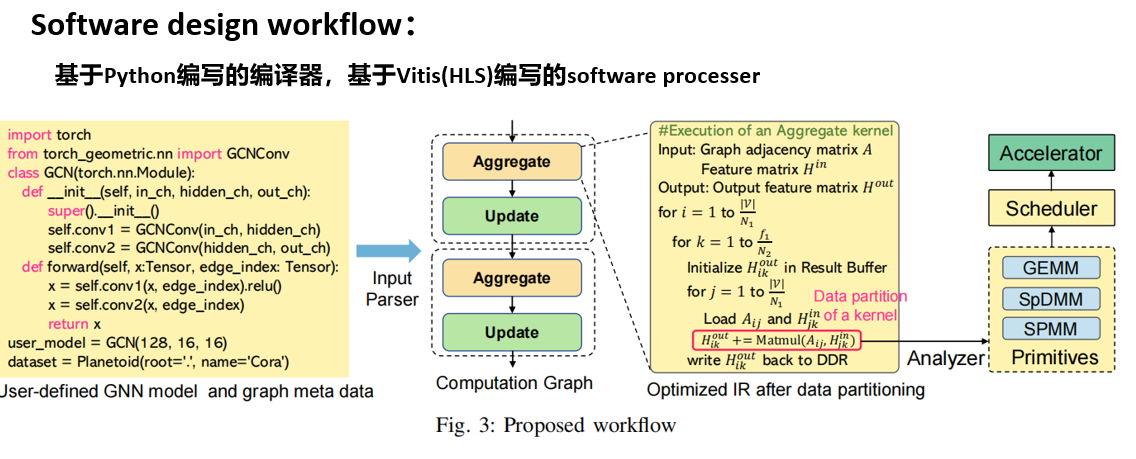 Software design workflow：
基于Python编写的编译器，基于Vitis(HLS)编写的software processer
import torch
from torch_geometric.nn import GCNConv
class GCN(torch.nn.Module):
def __init__(self, in_ch, hidden_ch, out_ch):
super().__init__()
self.conv1 = GCNConv(in_ch, hidden_ch)
self.conv2 = GCNConv(hidden_ch, out_ch)
def forward(self, x:Tensor, edge_index: Tensor):
x = self.conv1(x, edge_index).relu()
x = self.conv2(x, edge_index)
return x
user_model = GCN(128, 16, 16)
dataset = Planetoid(root='.', name='Cora')
User-defined GNN model and graph meta data
Input
Parser
Aggregate
Update
Aggregate
Update
Computation Graph
#Execution of an Aggregate kernel
Input: Graph adjacency matrix A
Feature matrix H^{in}
Output: Output feature matrix H^{out}
for i = 1 to |𝒱|/N_1
for k = 1 to f_1/N_2
Initialize H_{ik}^{out} in Result Buffer
for j = 1 to |𝒱|/N_1
Load A_{ij} and H_{jk}^{in}
H_{ik}^{out} += Matmul(A_{ij}, H_{jk}^{in})
write H_{ik}^{out} back to DDR
Data partition
of a kernel
Optimized IR after data partitioning
Analyzer
Accelerator
Scheduler
GEMM
SpDMM
SPMM
Primitives
Fig. 3: Proposed workflow